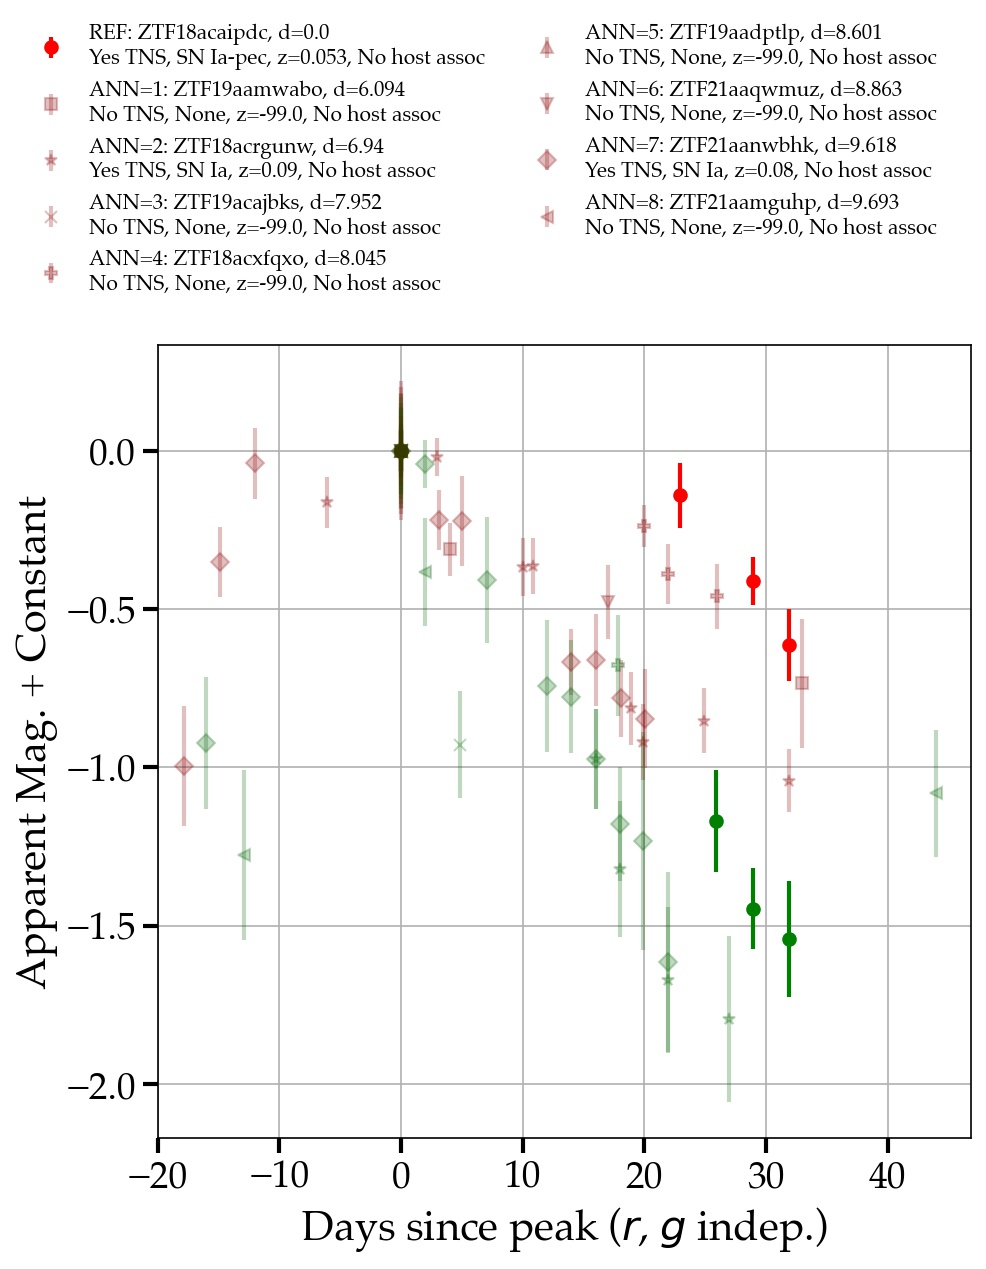 REF: ZTF18acaipdc, d=0.0
Yes TNS, SN Ia-pec, z=0.053, No host assoc
ANN=1: ZTF19aamwabo, d=6.094
No TNS, None, z=-99.0, No host assoc
ANN=2: ZTF18acrgunw, d=6.94
Yes TNS, SN Ia, z=0.09, No host assoc
ANN=3: ZTF19acajbks, d=7.952
No TNS, None, z=-99.0, No host assoc
ANN=4: ZTF18acxfqxo, d=8.045
No TNS, None, z=-99.0, No host assoc
ANN=5: ZTF19aadptlp, d=8.601
No TNS, None, z=-99.0, No host assoc
ANN=6: ZTF21aaqwmuz, d=8.863
No TNS, None, z=-99.0, No host assoc
ANN=7: ZTF21aanwbhk, d=9.618
Yes TNS, SN Ia, z=0.08, No host assoc
ANN=8: ZTF21aamguhp, d=9.693
No TNS, None, z=-99.0, No host assoc
Apparent Mag. + Constant
0.0
−0.5
−1.0
−1.5
−2.0
−20 −10 0 10 20 30 40
Days since peak (r, g indep.)